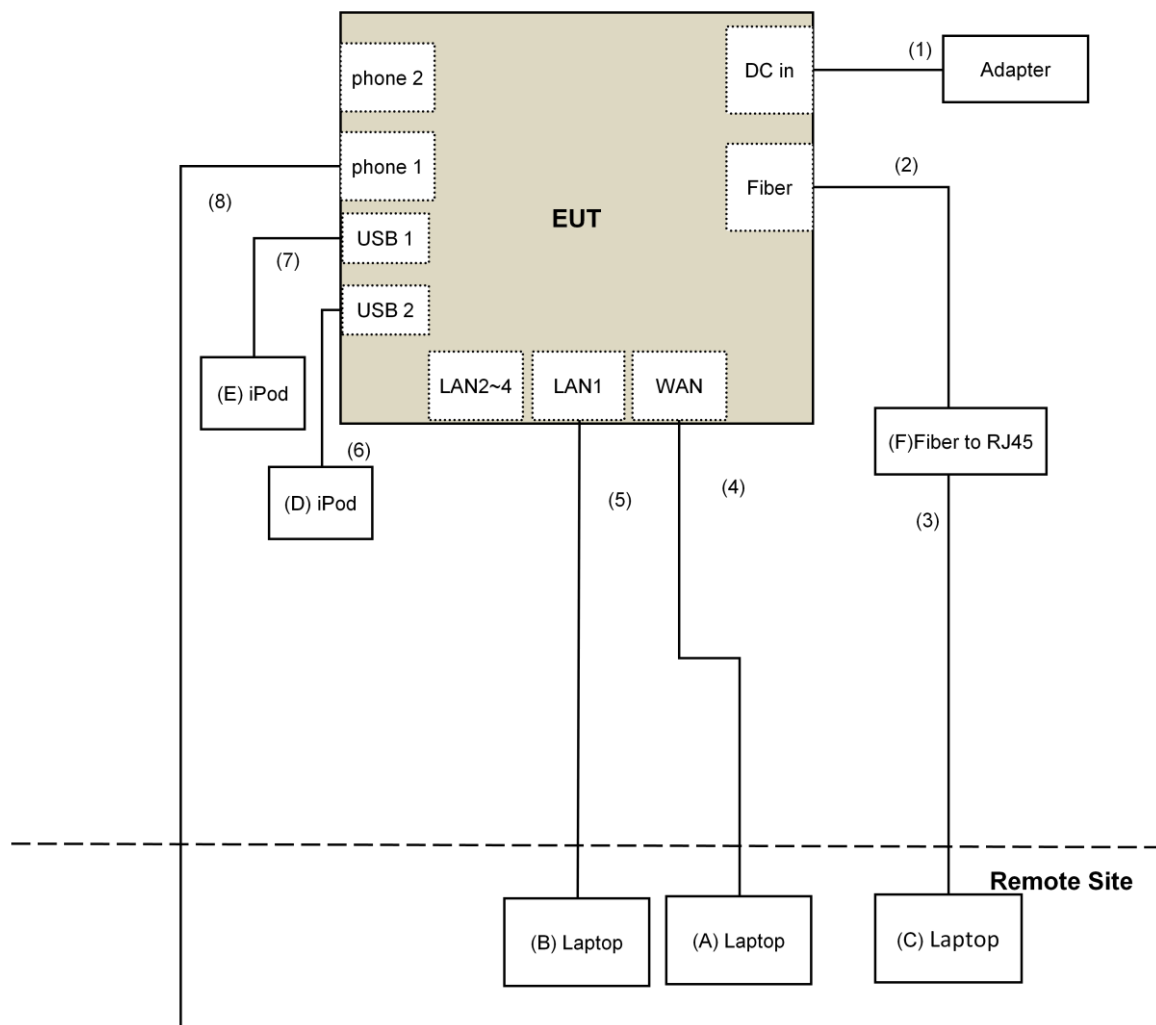 phone 2
DC in
(1)
Adapter
phone 1
Fiber
(2)
(8)
EUT
USB 1
(7)
USB 2
(E) iPod
LAN2~4
LAN1
WAN
(F)Fiber to RJ45
(6)
(D) iPod
(5)
(4)
(3)
Remote Site
(B) Laptop
(A) Laptop
(C) Laptop